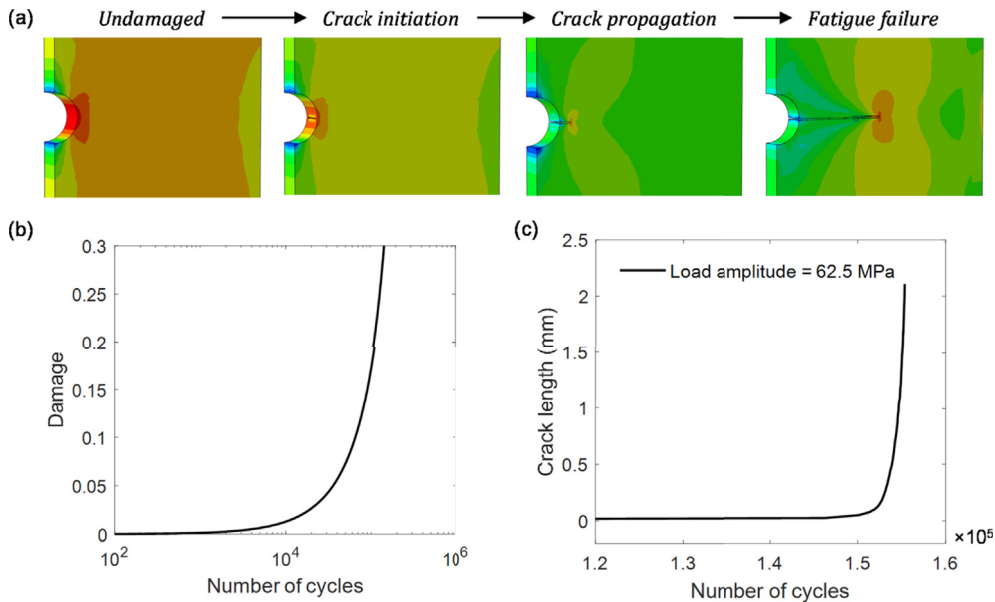 (a) Undamaged Crack initiation Crack propagation Fatigue failure
(b)
0.3
0.25
0.2
0.15
0.1
0.05
0
Damage
10^2 10^4 10^6
Number of cycles
(c)
2.5
2
1.5
1
0.5
0
Crack length (mm)
Load amplitude = 62.5 MPa
1.2 1.3 1.4 1.5 1.6
×10^5
Number of cycles